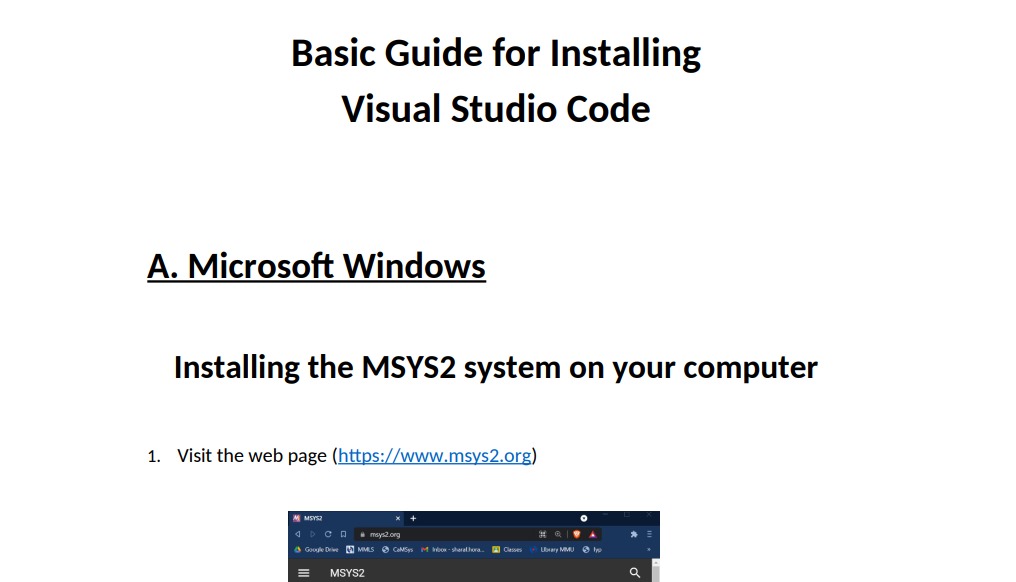 Basic Guide for Installing
Visual Studio Code
A. Microsoft Windows
Installing the MSYS2 system on your computer
1. Visit the web page (https://www.msys2.org)
MSYS2
msys2.org
Google Drive MMLS CaMSys Inbox - sharal.hora... Classes Library MMU fyp
MSYS2